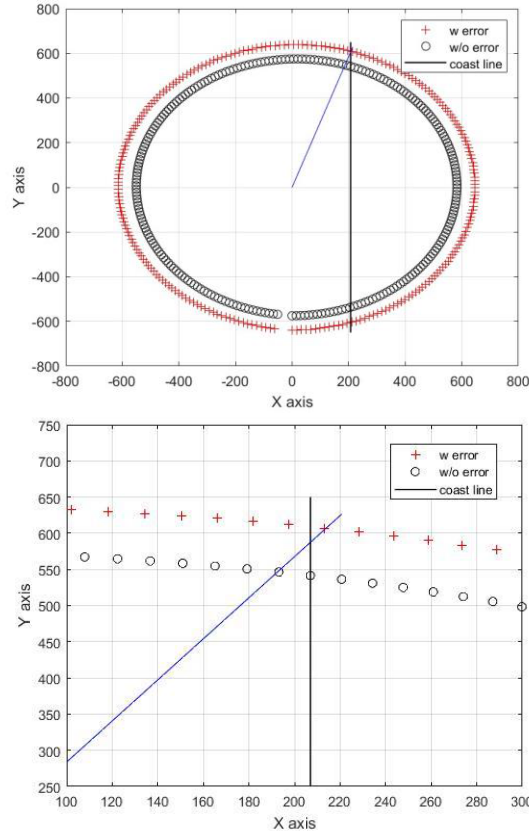 800
600
400
200
0
-200
-400
-600
-800
Y axis
-800 -600 -400 -200 0 200 400 600 800
X axis
w error
w/o error
coast line
750
700
650
600
550
500
450
400
350
300
250
Y axis
100 120 140 160 180 200 220 240 260 280 300
X axis
w error
w/o error
coast line